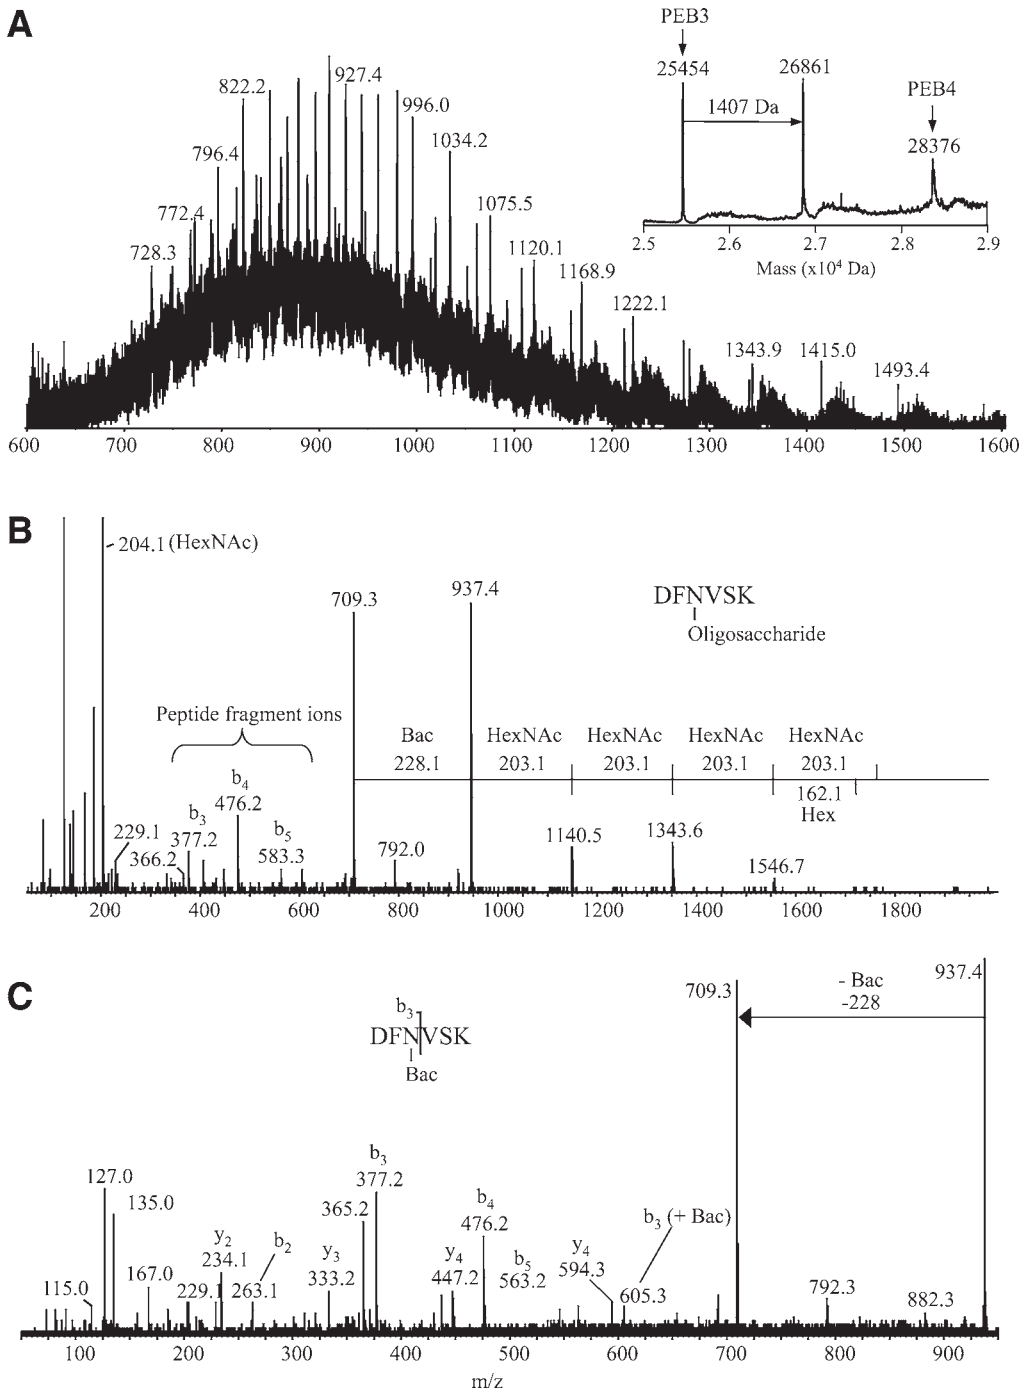 A
PEB3
25454
26861
1407 Da
PEB4
28376
2.5 2.6 2.7 2.8 2.9
Mass (x10⁴ Da)
728.3
772.4
796.4
822.2
927.4
996.0
1034.2
1075.5
1120.1
1168.9
1222.1
1343.9
1415.0
1493.4
600 700 800 900 1000 1100 1200 1300 1400 1500 1600
B
204.1 (HexNAc)
709.3
937.4
DFNVSK
Oligosaccharide
Peptide fragment ions
Bac HexNAc HexNAc HexNAc HexNAc
228.1 203.1 203.1 203.1 203.1
162.1
Hex
b₄
476.2
b₃
377.2
b₅
583.3
229.1
366.2
792.0
1140.5
1343.6
1546.7
200 400 600 800 1000 1200 1400 1600 1800
C
709.3
- Bac
-228
937.4
b₃
DFNVSK
Bac
127.0
135.0
115.0
167.0
y₂
234.1
229.1
b₂
263.1
y₃
333.2
365.2
b₃
377.2
y₄
447.2
b₄
476.2
b₅
563.2
y₄
594.3
b₃ (+ Bac)
605.3
792.3
882.3
100 200 300 400 500 600 700 800 900
m/z